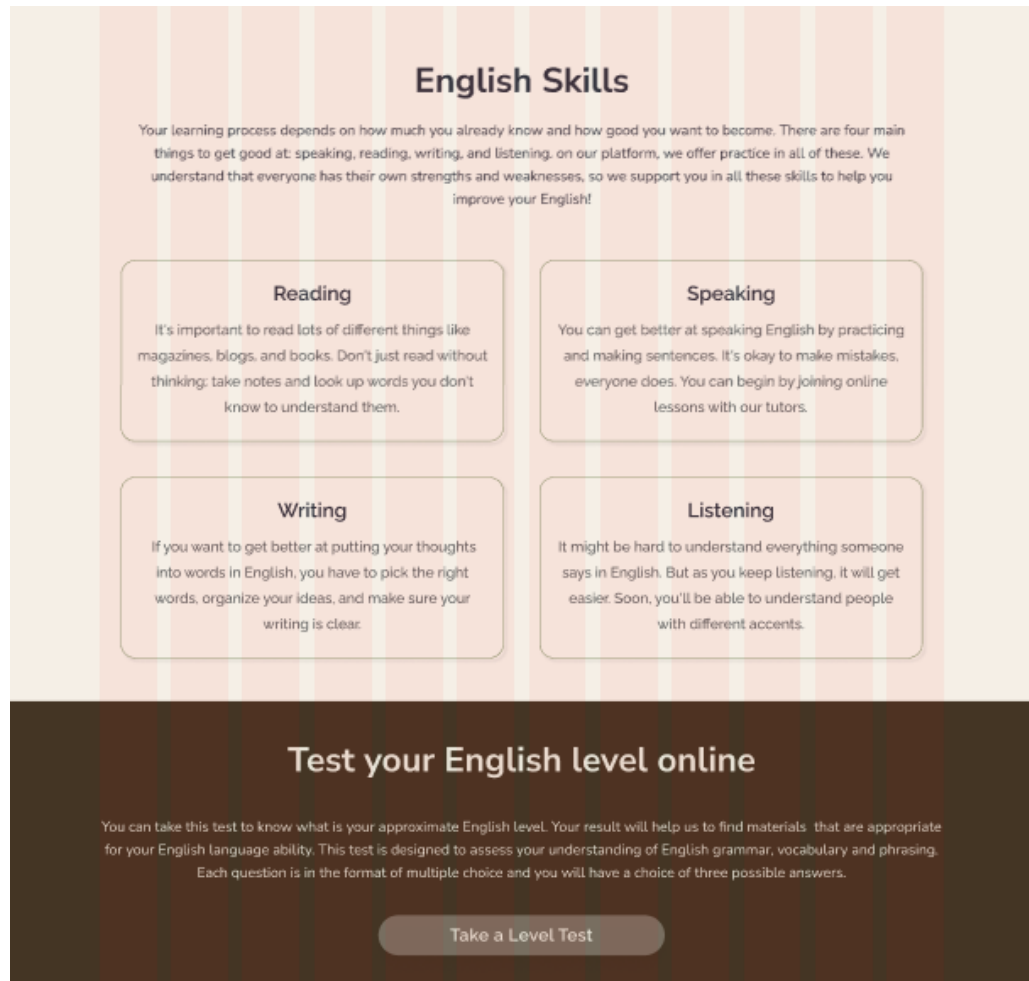 English Skills
Your learning process depends on how much you already know and how good you want to become. There are four main
things to get good at: speaking, reading, writing, and listening. on our platform, we offer practice in all of these. We
understand that everyone has their own strengths and weaknesses, so we support you in all these skills to help you
improve your English!
Reading
It's important to read lots of different things like
magazines, blogs, and books. Don't just read without
thinking; take notes and look up words you don't
know to understand them.
Speaking
You can get better at speaking English by practicing
and making sentences. It's okay to make mistakes,
everyone does. You can begin by joining online
lessons with our tutors.
Writing
If you want to get better at putting your thoughts
into words in English, you have to pick the right
words, organize your ideas, and make sure your
writing is clear.
Listening
It might be hard to understand everything someone
says in English. But as you keep listening, it will get
easier. Soon, you'll be able to understand people
with different accents.
Test your English level online
You can take this test to know what is your approximate English level. Your result will help us to find materials that are appropriate
for your English language ability. This test is designed to assess your understanding of English grammar, vocabulary and phrasing.
Each question is in the format of multiple choice and you will have a choice of three possible answers.
Take a Level Test